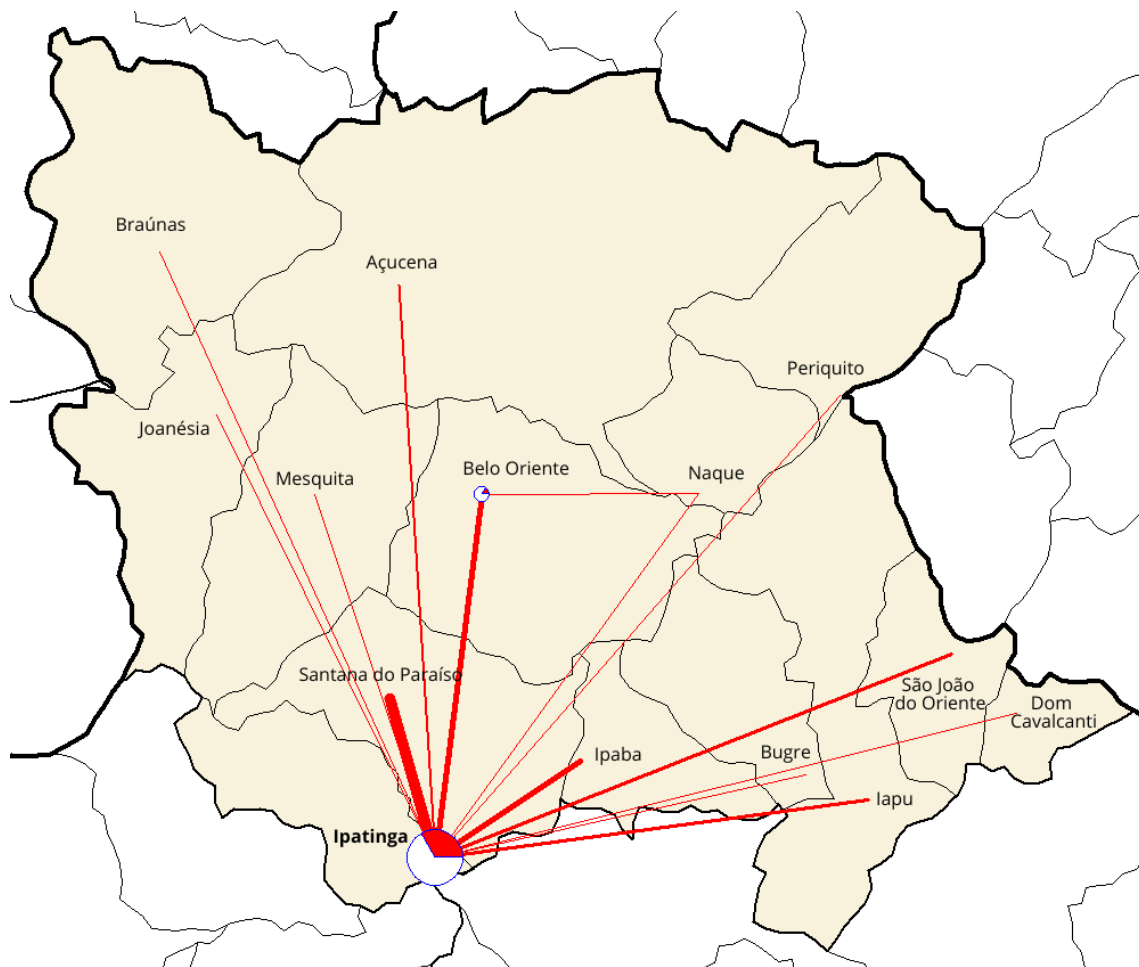 Braúnas
Açucena
Periquito
Joanésia
Belo Oriente
Naque
Mesquita
Santana do Paraíso
São João
do Oriente
Dom
Cavalcanti
Ipaba
Bugre
Iapu
Ipatinga